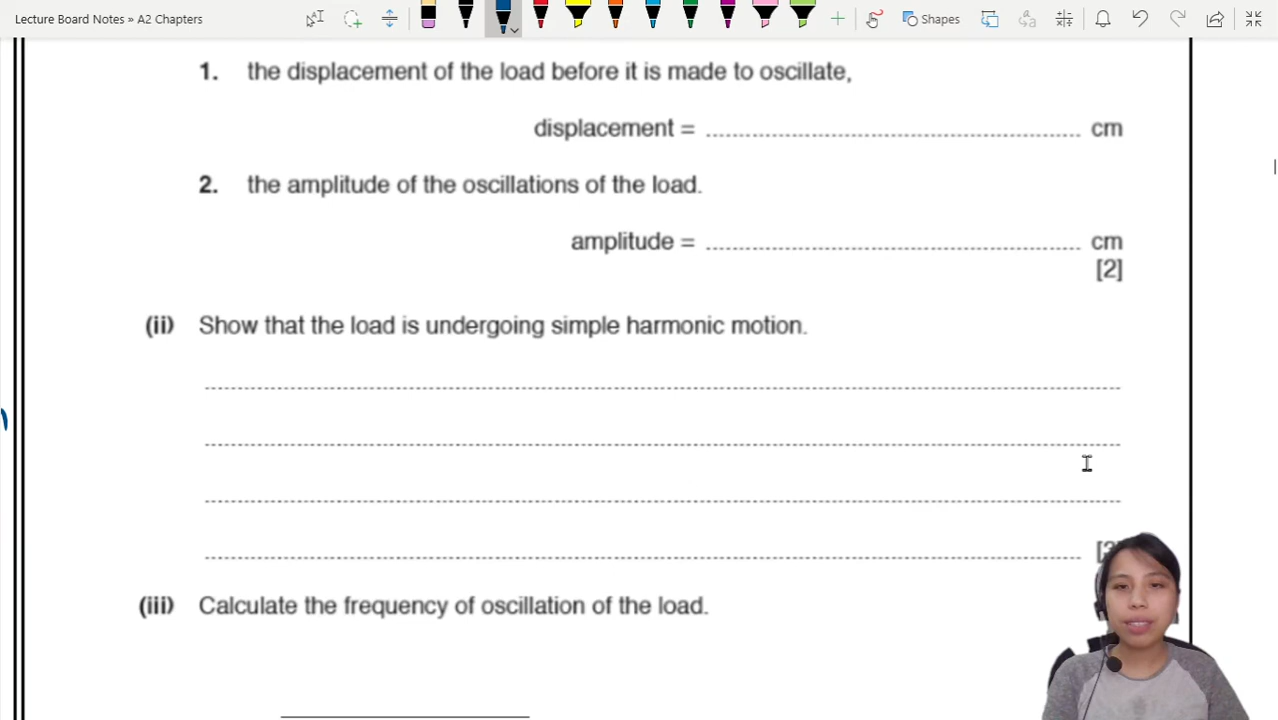 Lecture Board Notes » A2 Chapters
Shapes
1. the displacement of the load before it is made to oscillate,
displacement = ........................................................... cm
2. the amplitude of the oscillations of the load.
amplitude = ........................................................... cm
[2]
(ii) Show that the load is undergoing simple harmonic motion.
(iii) Calculate the frequency of oscillation of the load.